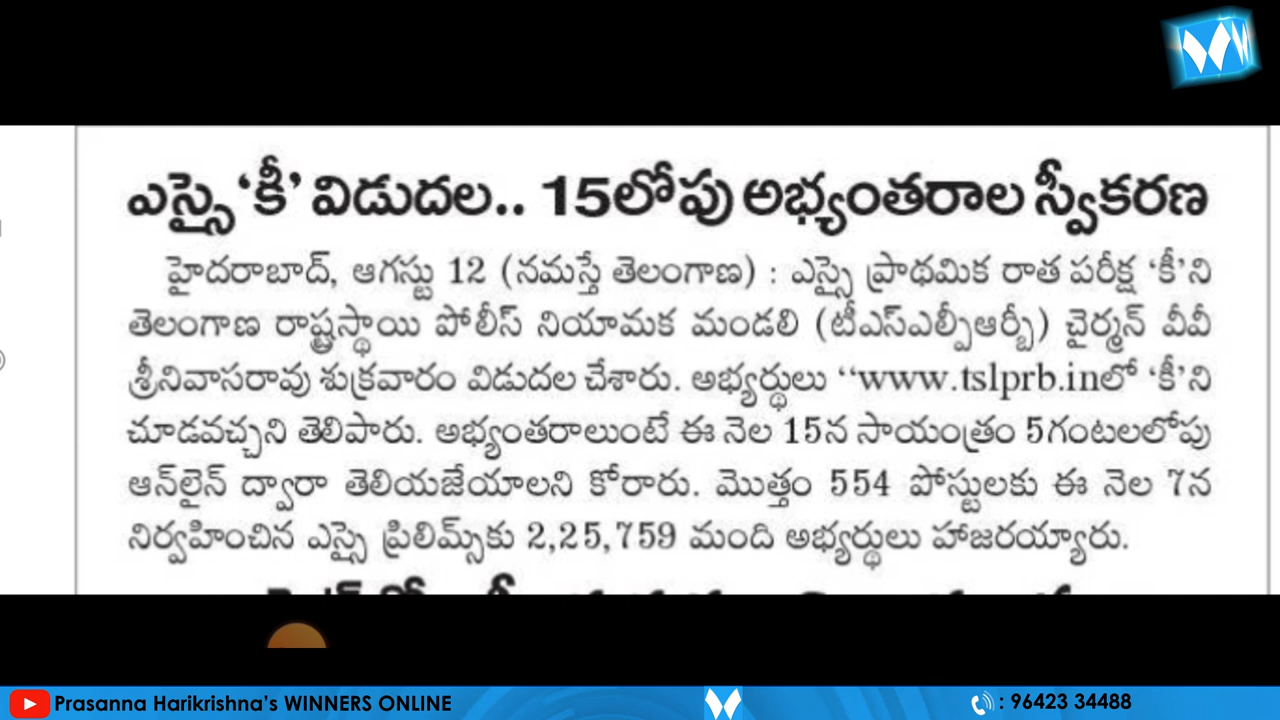 ఎస్సై ‘కీ’ విడుదల.. 15లోపు అభ్యంతరాల స్వీకరణ
హైదరాబాద్, ఆగస్టు 12 (నమస్తే తెలంగాణ) : ఎస్సై ప్రాథమిక రాత పరీక్ష ‘కీ’ని
తెలంగాణ రాష్ట్రస్థాయి పోలీస్ నియామక మండలి (టీఎస్ఎల్పీఆర్బీ) చైర్మన్ వీవీ
శ్రీనివాసరావు శుక్రవారం విడుదల చేశారు. అభ్యర్థులు “www.tslprb.inలో ‘కీ’ని
చూడవచ్చని తెలిపారు. అభ్యంతరాలుంటే ఈ నెల 15న సాయంత్రం 5గంటలలోపు
ఆన్‌లైన్ ద్వారా తెలియజేయాలని కోరారు. మొత్తం 554 పోస్టులకు ఈ నెల 7న
నిర్వహించిన ఎస్సై ప్రిలిమ్స్‌కు 2,25,759 మంది అభ్యర్థులు హాజరయ్యారు.
Prasanna Harikrishna’s WINNERS ONLINE
: 96423 34488